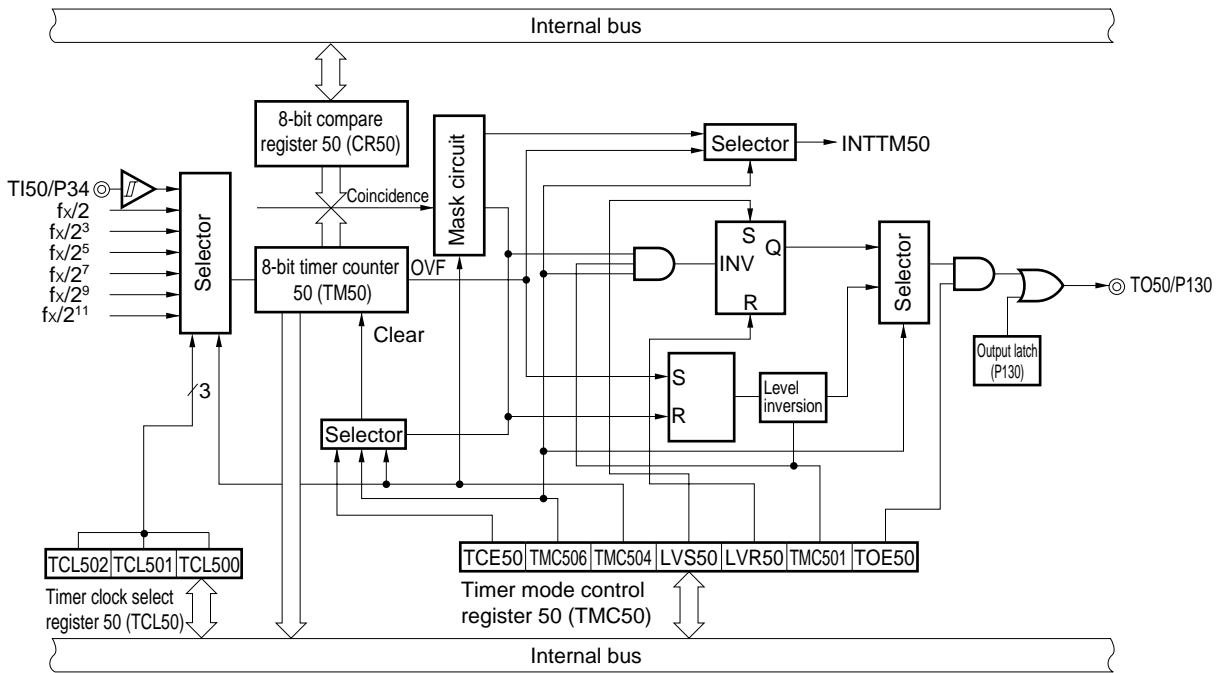 Internal bus
8-bit compare
register 50 (CR50)
Mask circuit
Selector
INTTM50
TI50/P34
fx/2
fx/2³
fx/2⁵
fx/2⁷
fx/2⁹
fx/2¹¹
Selector
Coincidence
8-bit timer counter
50 (TM50)
OVF
Clear
S
INV
Q
R
Selector
TO50/P130
Output latch
(P130)
3
S
R
Level
inversion
Selector
TCL502 TCL501 TCL500
Timer clock select
register 50 (TCL50)
TCE50 TMC506 TMC504 LVS50 LVR50 TMC501 TOE50
Timer mode control
register 50 (TMC50)
Internal bus